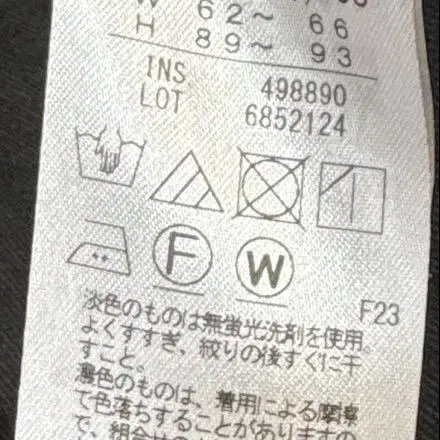 W 62～ 66
H 89～ 93
INS 498890
LOT 6852124
F W
F23
淡色のものは無蛍光洗剤を使用。
よくすすぎ、絞りの後すぐに干
すこと。
濃色のものは、着用による摩擦
で色落ちすることがあります